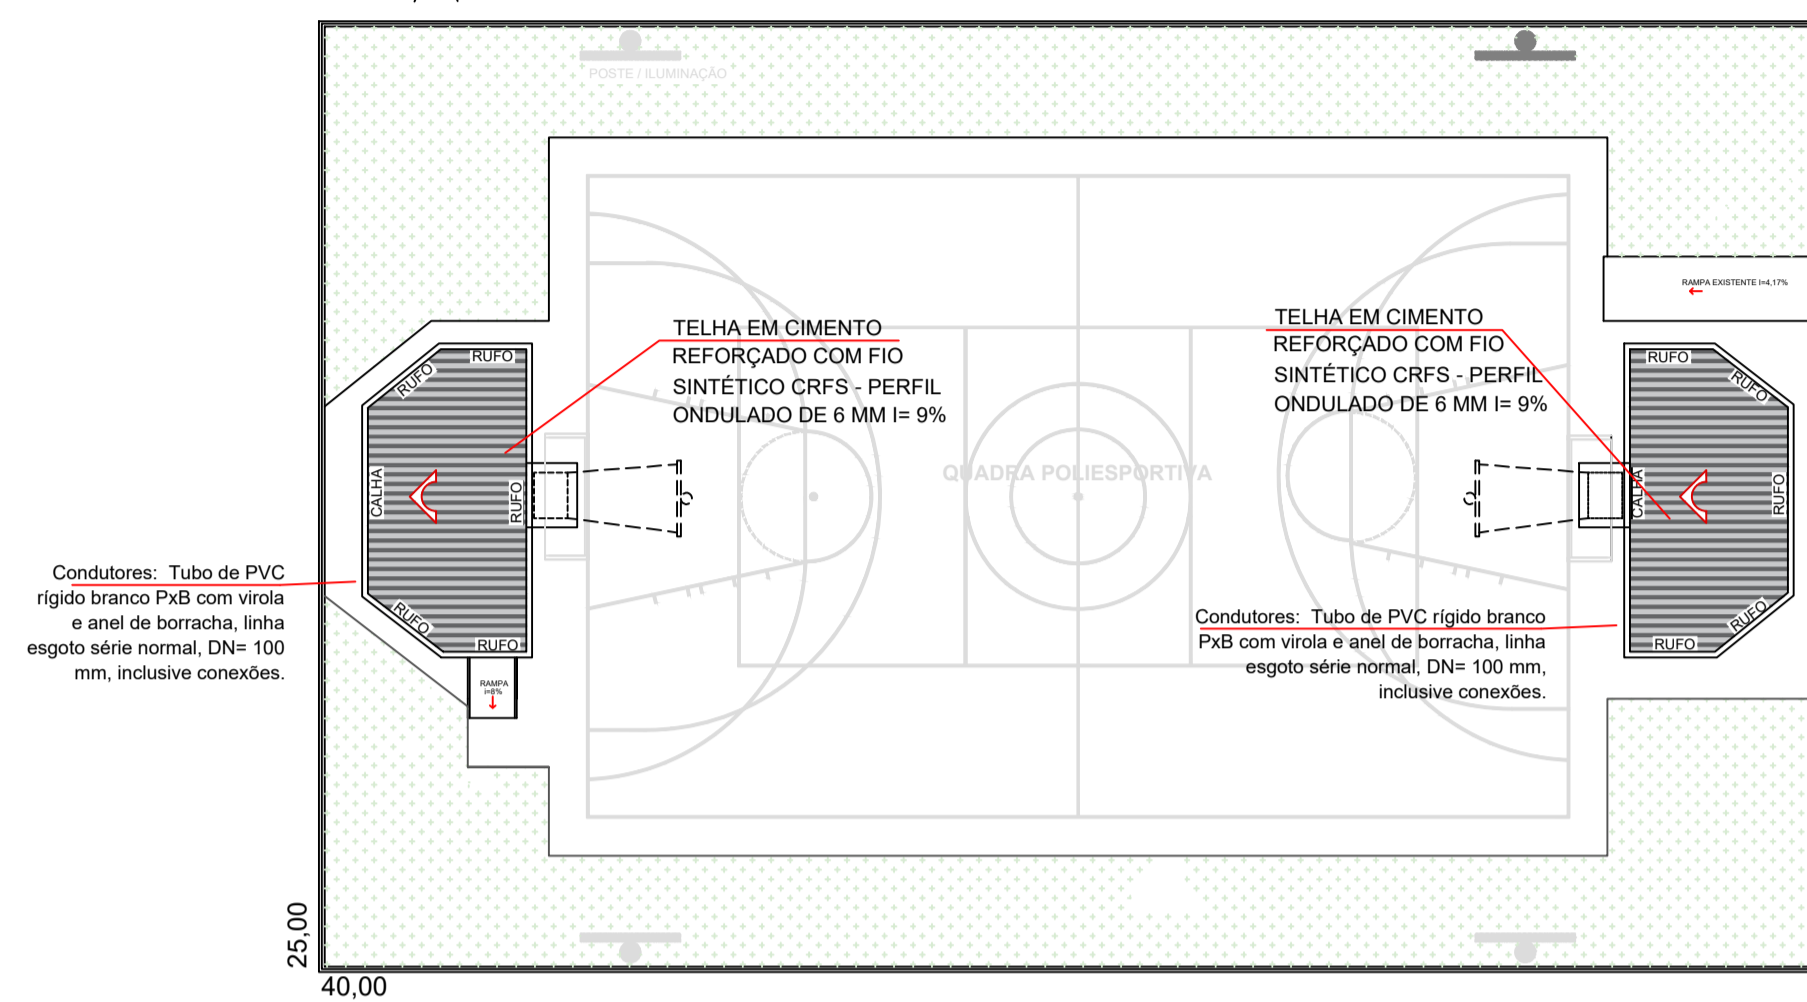 POSTE / ILUMINAÇÃO
RAMPA EXISTENTE I=4,17%
TELHA EM CIMENTO
REFORÇADO COM FIO
SINTÉTICO CRFS - PERFIL
ONDULADO DE 6 MM I= 9%
TELHA EM CIMENTO
REFORÇADO COM FIO
SINTÉTICO CRFS - PERFIL
ONDULADO DE 6 MM I= 9%
RUFO
RUFO
CALHA
RUFO
RUFO
RUFO
QUADRA POLIESPORTIVA
RUFO
RUFO
CALHA
RUFO
RUFO
RUFO
Condutores: Tubo de PVC
rígido branco PxB com virola
e anel de borracha, linha
esgoto série normal, DN= 100
mm, inclusive conexões.
Condutores: Tubo de PVC rígido branco
PxB com virola e anel de borracha, linha
esgoto série normal, DN= 100 mm,
inclusive conexões.
RAMPA
i=8%
25,00
40,00